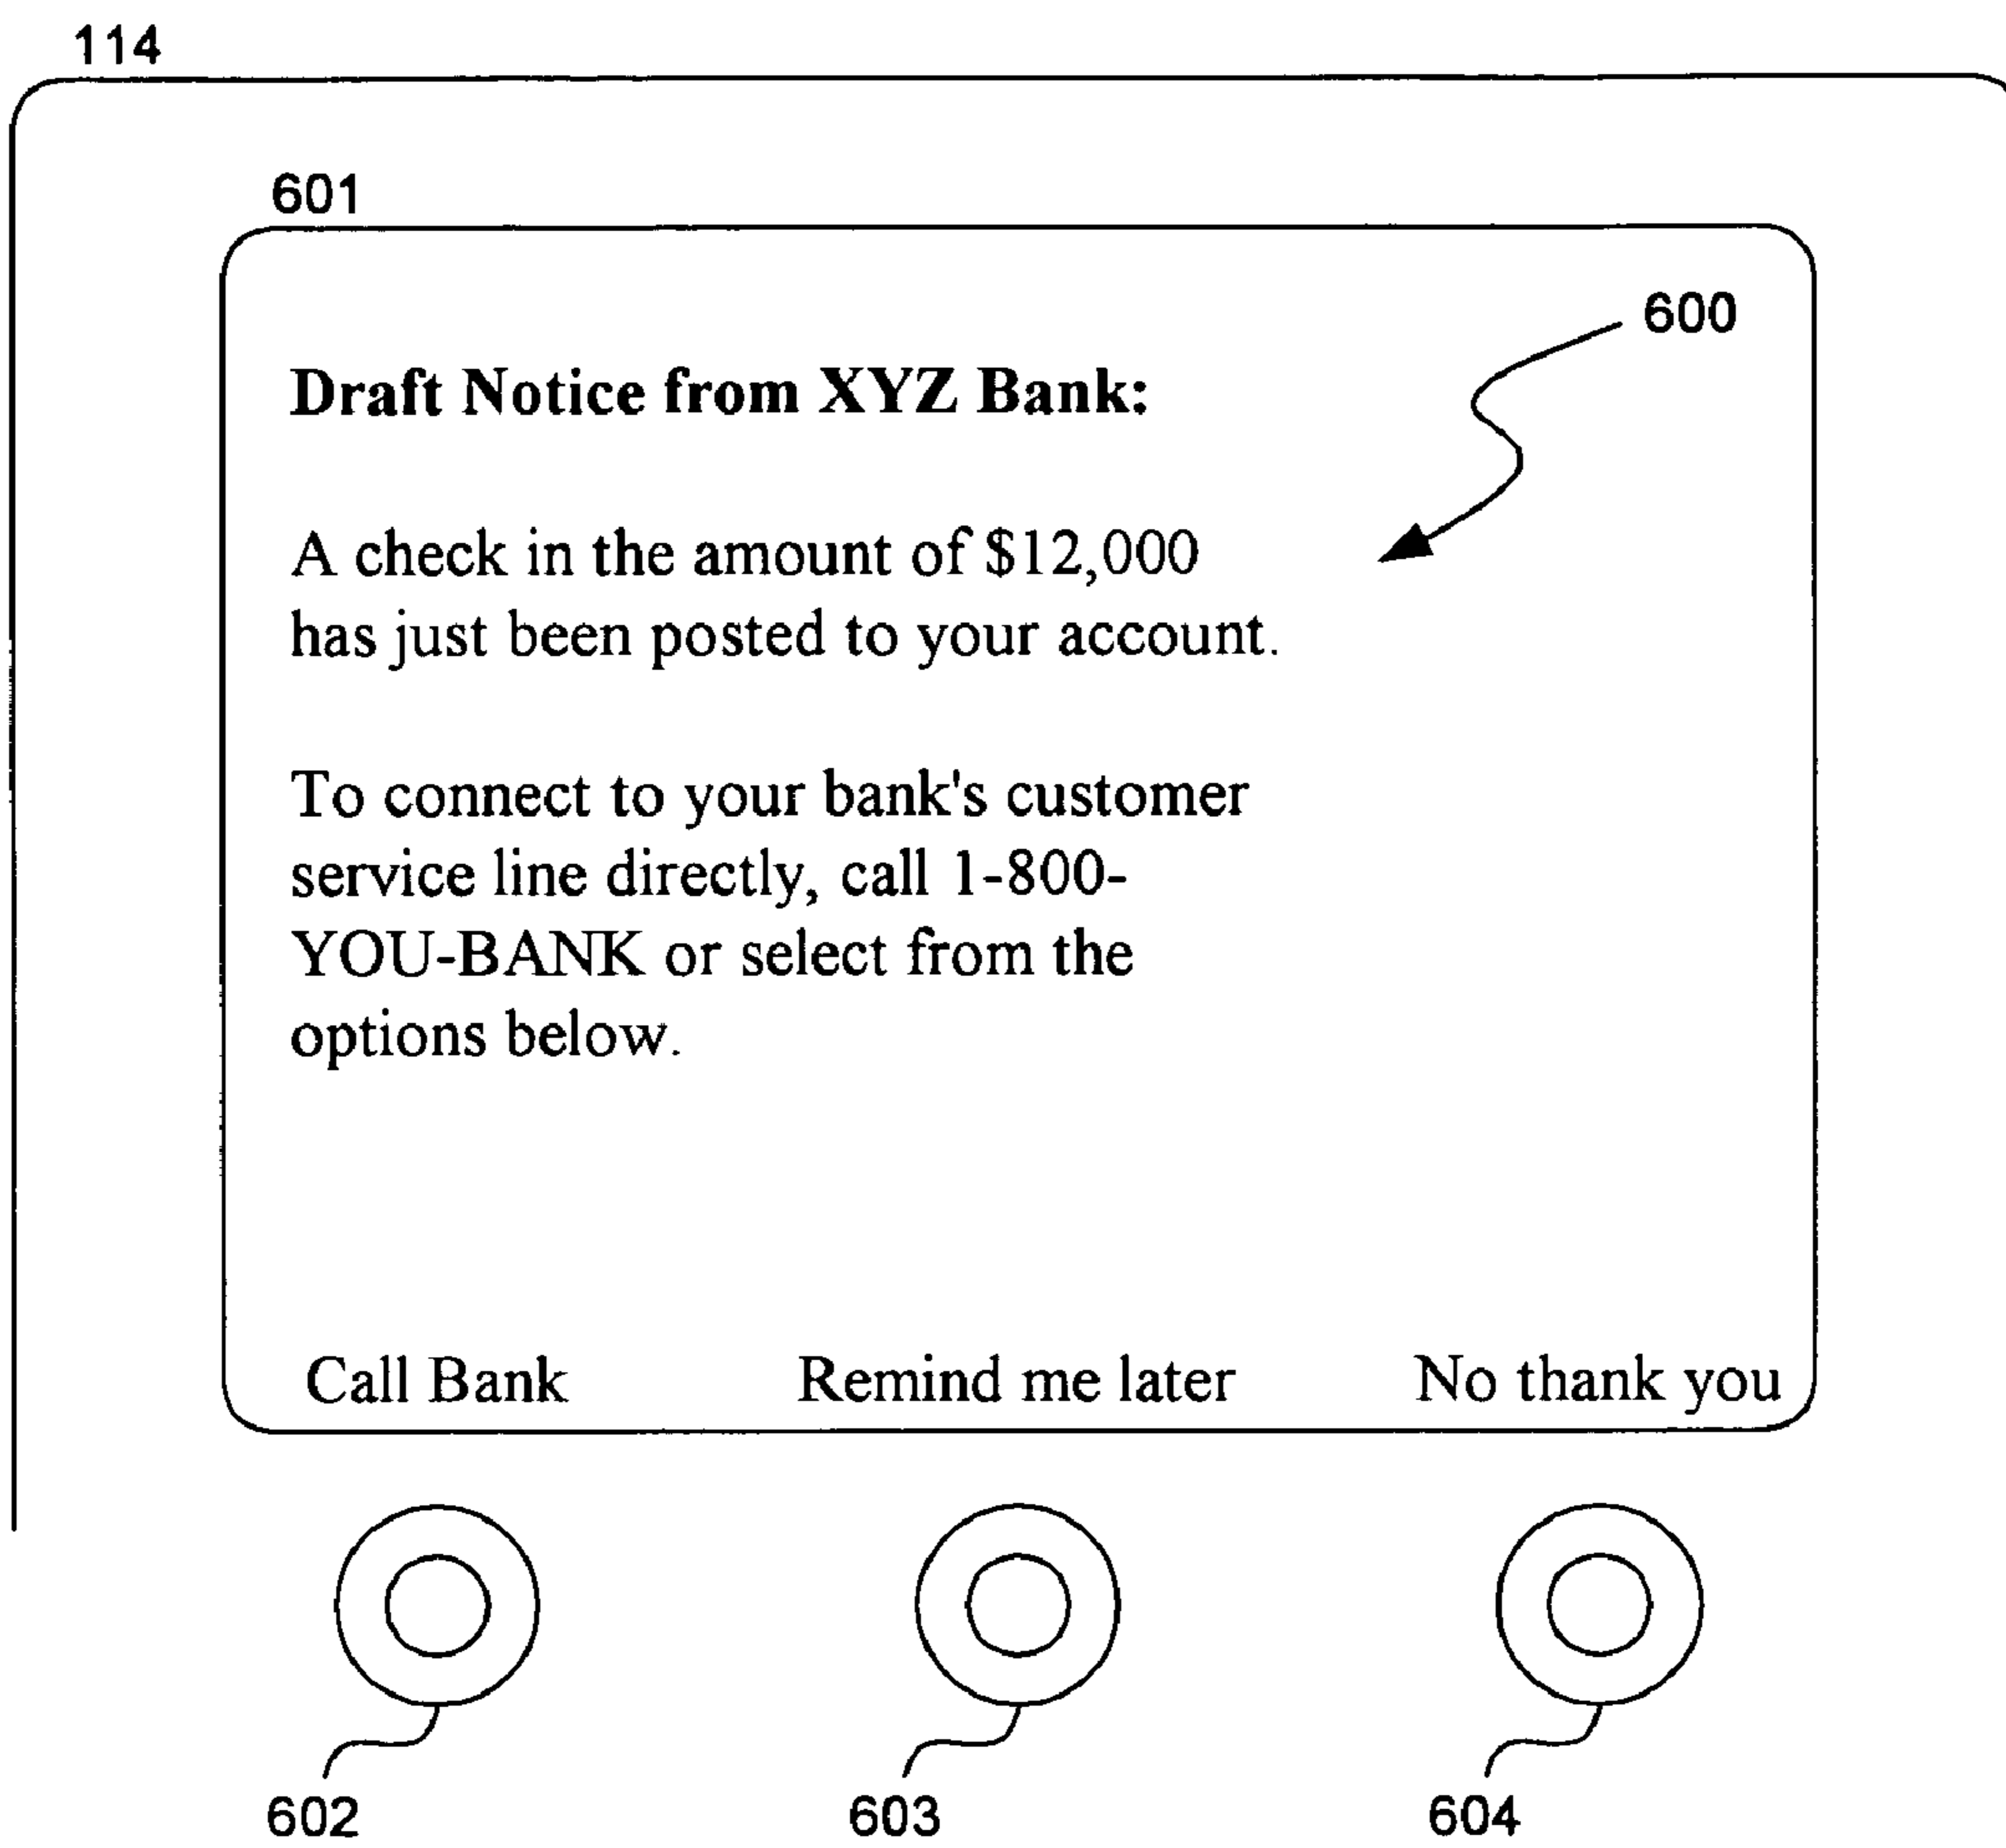 114
601
600
Draft Notice from XYZ Bank:
A check in the amount of $12,000
has just been posted to your account.
To connect to your bank's customer
service line directly, call 1-800-
YOU-BANK or select from the
options below.
Call Bank Remind me later No thank you
602 603 604